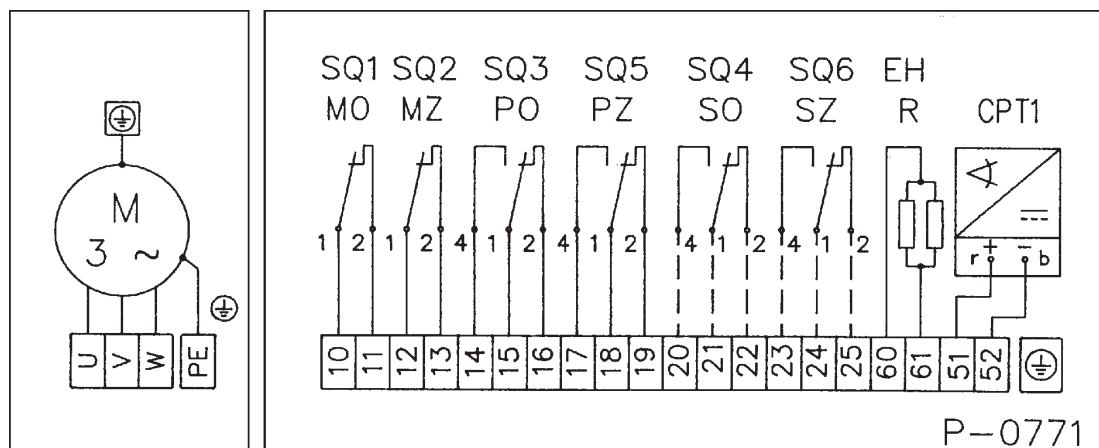 M
3 ~
U V W PE
SQ1 SQ2 SQ3 SQ5 SQ4 SQ6 EH
MO MZ PO PZ SO SZ R CPT1
1 2 1 2 4 1 2 4 1 2 4 1 2 4 1 2
r + - b
10 11 12 13 14 15 16 17 18 19 20 21 22 23 24 25 60 61 51 52
P-0771